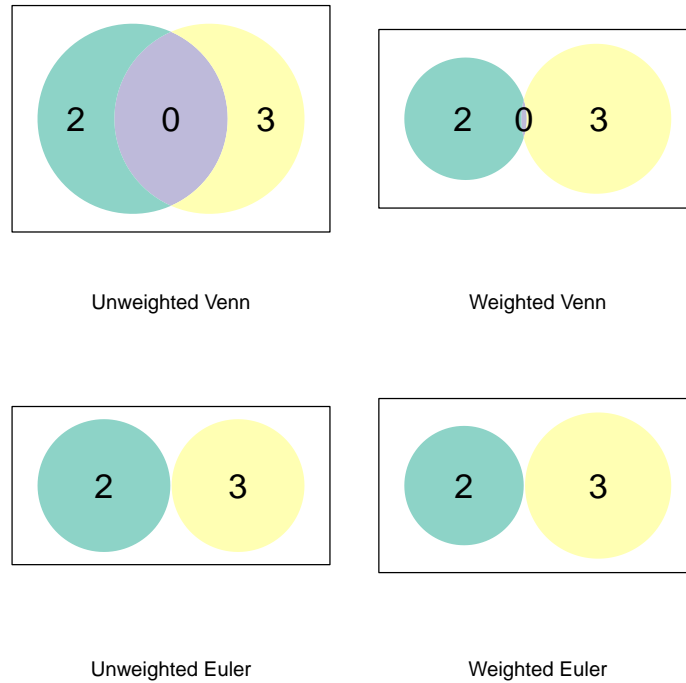 2 0 3
2 0 3
Unweighted Venn
Weighted Venn
2 3
2 3
Unweighted Euler
Weighted Euler